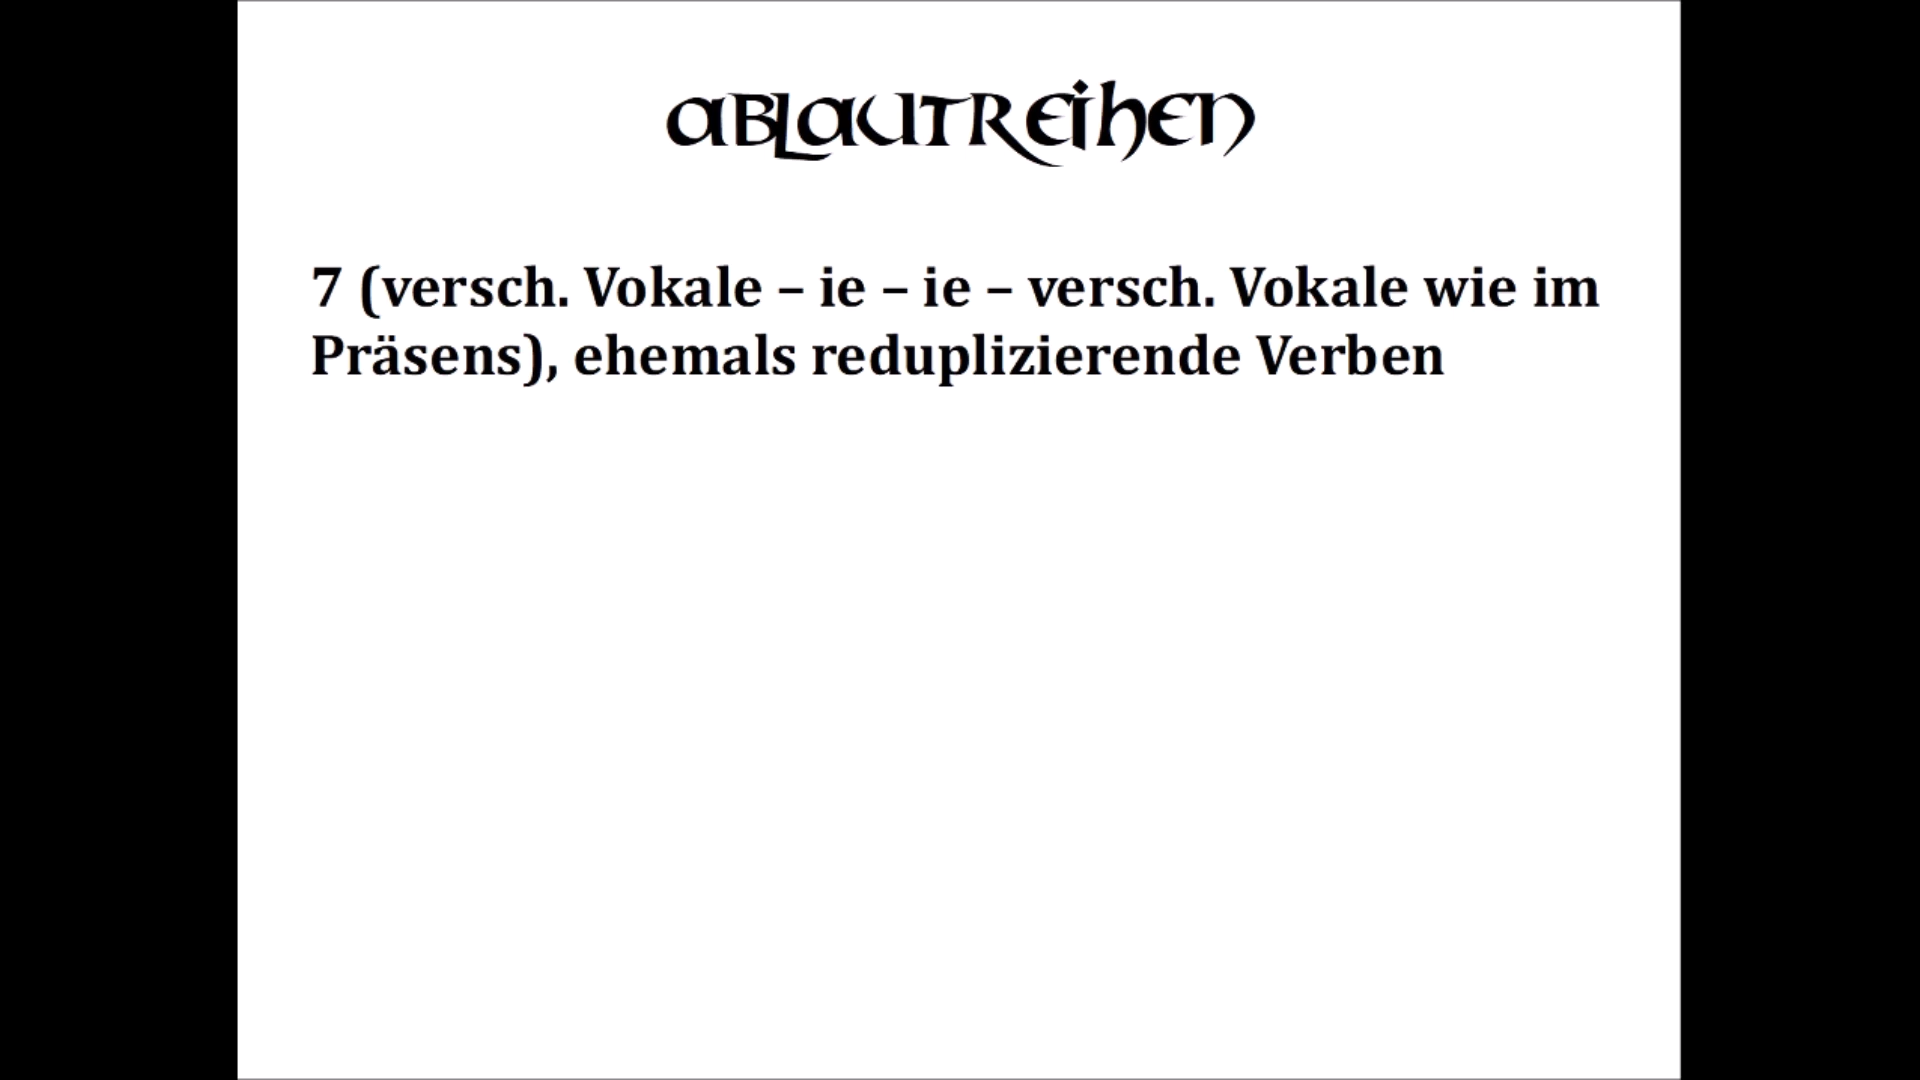 Ablautreihen
7 (versch. Vokale – ie – ie – versch. Vokale wie im
Präsens), ehemals reduplizierende Verben